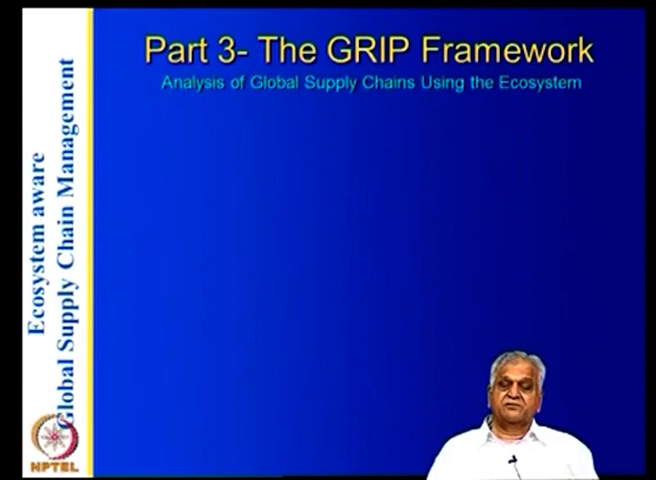 Part 3- The GRIP Framework
Analysis of Global Supply Chains Using the Ecosystem
Ecosystem aware
Global Supply Chain Management
NPTEL